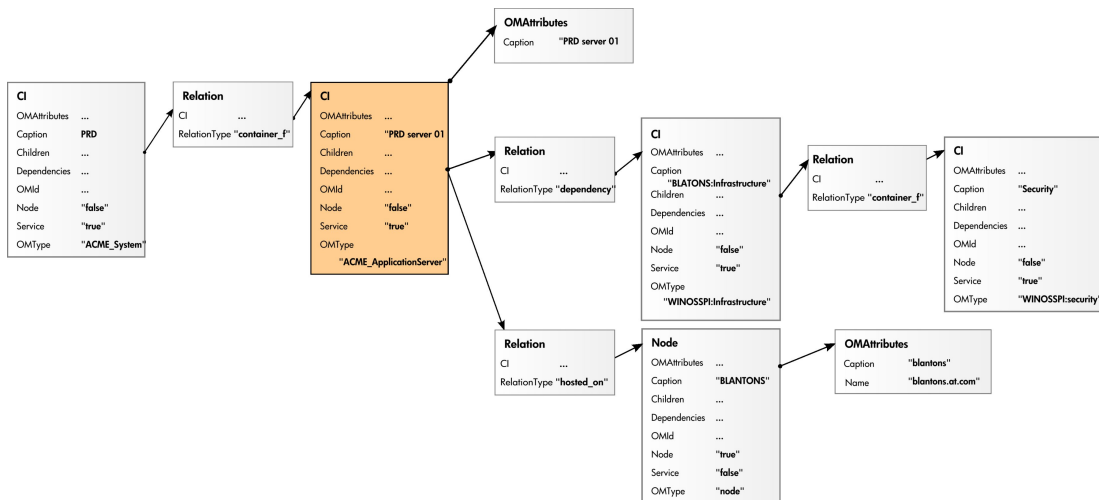 OMAttributes
Caption "PRD server 01
CI
OMAttributes ...
Caption PRD
Children ...
Dependencies ...
OMId ...
Node "false"
Service "true"
OMType "ACME_System"
Relation
CI ...
RelationType "container_f"
CI
OMAttributes ...
Caption "PRD server 01
Children ...
Dependencies ...
OMId ...
Node "false"
Service "true"
OMType
"ACME_ApplicationServer"
Relation
CI ...
RelationType "dependency"
CI
OMAttributes ...
Caption
"BLATONS:Infrastructure"
Children ...
Dependencies ...
OMId ...
Node "false"
Service "true"
OMType
"WINOSSPI:Infrastructure"
Relation
CI ...
RelationType "container_f"
CI
OMAttributes ...
Caption "Security"
Children ...
Dependencies ...
OMId ...
Node "false"
Service "true"
OMType "WINOSSPI:security"
Relation
CI ...
RelationType "hosted_on"
Node
OMAttributes ...
Caption "BLANTONS"
Children ...
Dependencies ...
OMId ...
Node "true"
Service "false"
OMType "node"
OMAttributes
Caption "blantons"
Name "blantons.at.com"